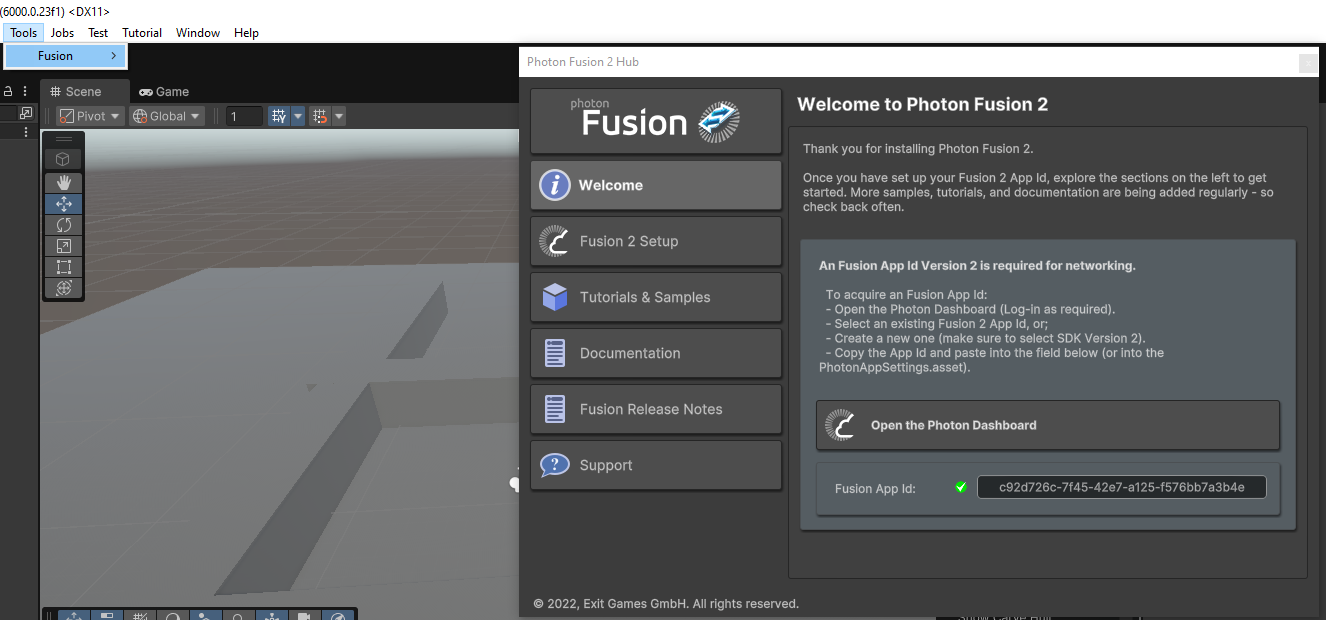 (6000.0.23f1) <DX11>
Tools Jobs Test Tutorial Window Help
Fusion
Photon Fusion 2 Hub
Scene Game
Pivot Global 1
photon
Fusion
Welcome
Fusion 2 Setup
Tutorials & Samples
Documentation
Fusion Release Notes
Support
Welcome to Photon Fusion 2
Thank you for installing Photon Fusion 2.
Once you have set up your Fusion 2 App Id, explore the sections on the left to get
started. More samples, tutorials, and documentation are being added regularly - so
check back often.
An Fusion App Id Version 2 is required for networking.
To acquire an Fusion App Id:
- Open the Photon Dashboard (Log-in as required).
- Select an existing Fusion 2 App Id, or;
- Create a new one (make sure to select SDK Version 2).
- Copy the App Id and paste into the field below (or into the
PhotonAppSettings.asset).
Open the Photon Dashboard
Fusion App Id: c92d726c-7f45-42e7-a125-f576bb7a3b4e
© 2022, Exit Games GmbH. All rights reserved.